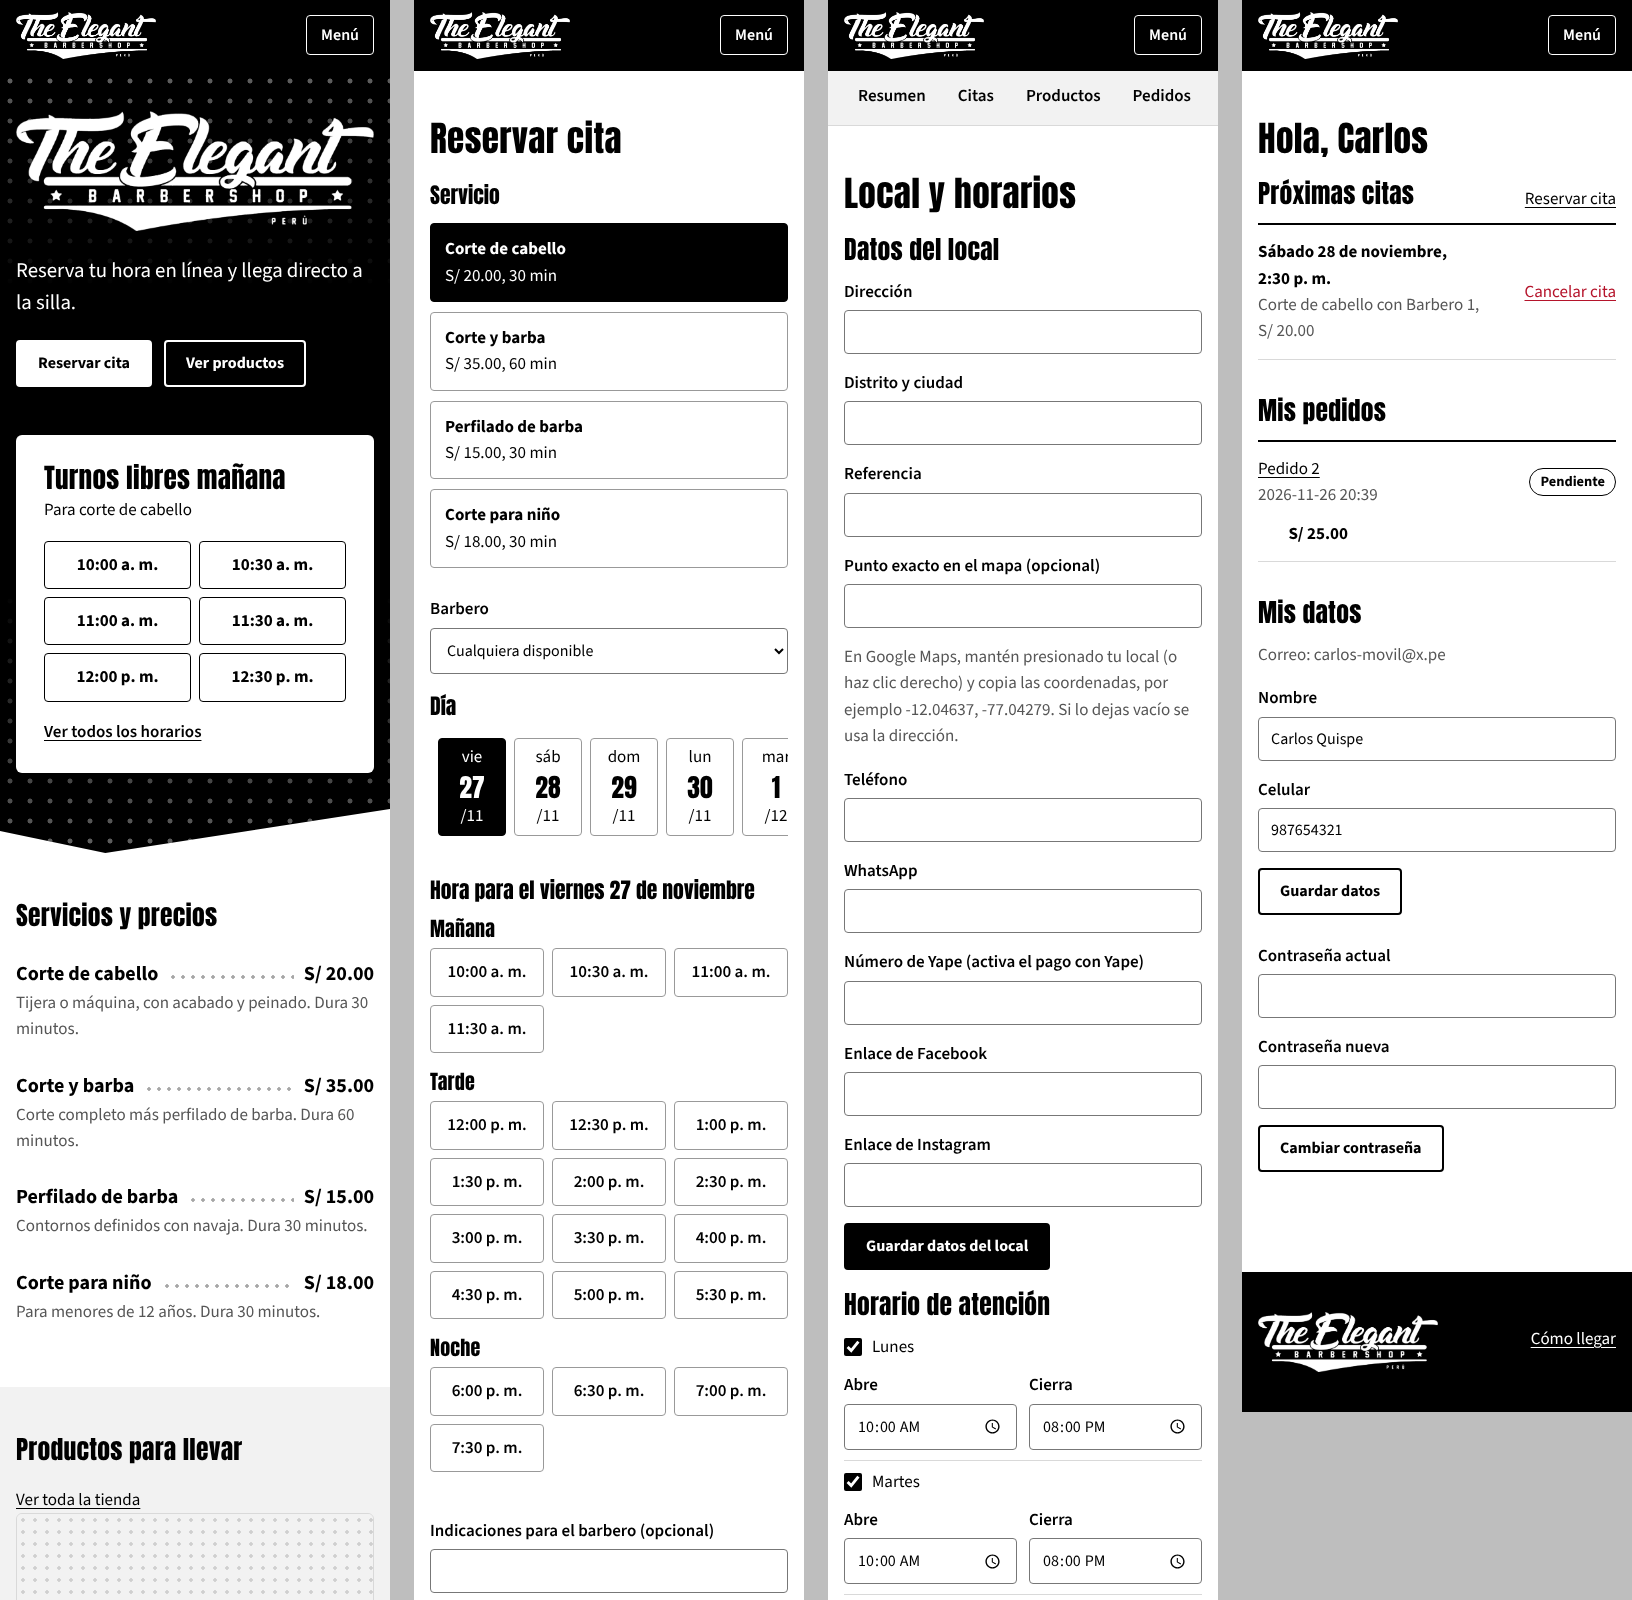 The Elegant
BARBERSHOP
PERÚ
Menú
The Elegant
BARBERSHOP
PERÚ
Reserva tu hora en línea y llega directo a
la silla.
Reservar cita
Ver productos
Turnos libres mañana
Para corte de cabello
10:00 a. m.
10:30 a. m.
11:00 a. m.
11:30 a. m.
12:00 p. m.
12:30 p. m.
Ver todos los horarios
Servicios y precios
Corte de cabello S/ 20.00
Tijera o máquina, con acabado y peinado. Dura 30
minutos.
Corte y barba S/ 35.00
Corte completo más perfilado de barba. Dura 60
minutos.
Perfilado de barba S/ 15.00
Contornos definidos con navaja. Dura 30 minutos.
Corte para niño S/ 18.00
Para menores de 12 años. Dura 30 minutos.
Productos para llevar
Ver toda la tienda
The Elegant
BARBERSHOP
PERÚ
Menú
Reservar cita
Servicio
Corte de cabello
S/ 20.00, 30 min
Corte y barba
S/ 35.00, 60 min
Perfilado de barba
S/ 15.00, 30 min
Corte para niño
S/ 18.00, 30 min
Barbero
Cualquiera disponible
Día
vie
27
/11
sáb
28
/11
dom
29
/11
lun
30
/11
mar
1
/12
Hora para el viernes 27 de noviembre
Mañana
10:00 a. m.
10:30 a. m.
11:00 a. m.
11:30 a. m.
Tarde
12:00 p. m.
12:30 p. m.
1:00 p. m.
1:30 p. m.
2:00 p. m.
2:30 p. m.
3:00 p. m.
3:30 p. m.
4:00 p. m.
4:30 p. m.
5:00 p. m.
5:30 p. m.
Noche
6:00 p. m.
6:30 p. m.
7:00 p. m.
7:30 p. m.
Indicaciones para el barbero (opcional)
The Elegant
BARBERSHOP
PERÚ
Menú
Resumen
Citas
Productos
Pedidos
Local y horarios
Datos del local
Dirección
Distrito y ciudad
Referencia
Punto exacto en el mapa (opcional)
En Google Maps, mantén presionado tu local (o
haz clic derecho) y copia las coordenadas, por
ejemplo -12.04637, -77.04279. Si lo dejas vacío se
usa la dirección.
Teléfono
WhatsApp
Número de Yape (activa el pago con Yape)
Enlace de Facebook
Enlace de Instagram
Guardar datos del local
Horario de atención
Lunes
Abre
Cierra
10:00 AM
08:00 PM
Martes
Abre
Cierra
10:00 AM
08:00 PM
The Elegant
BARBERSHOP
PERÚ
Menú
Hola, Carlos
Próximas citas
Reservar cita
Sábado 28 de noviembre,
2:30 p. m.
Corte de cabello con Barbero 1,
S/ 20.00
Cancelar cita
Mis pedidos
Pedido 2
2026-11-26 20:39
Pendiente
S/ 25.00
Mis datos
Correo: carlos-movil@x.pe
Nombre
Carlos Quispe
Celular
987654321
Guardar datos
Contraseña actual
Contraseña nueva
Cambiar contraseña
The Elegant
BARBERSHOP
PERÚ
Cómo llegar